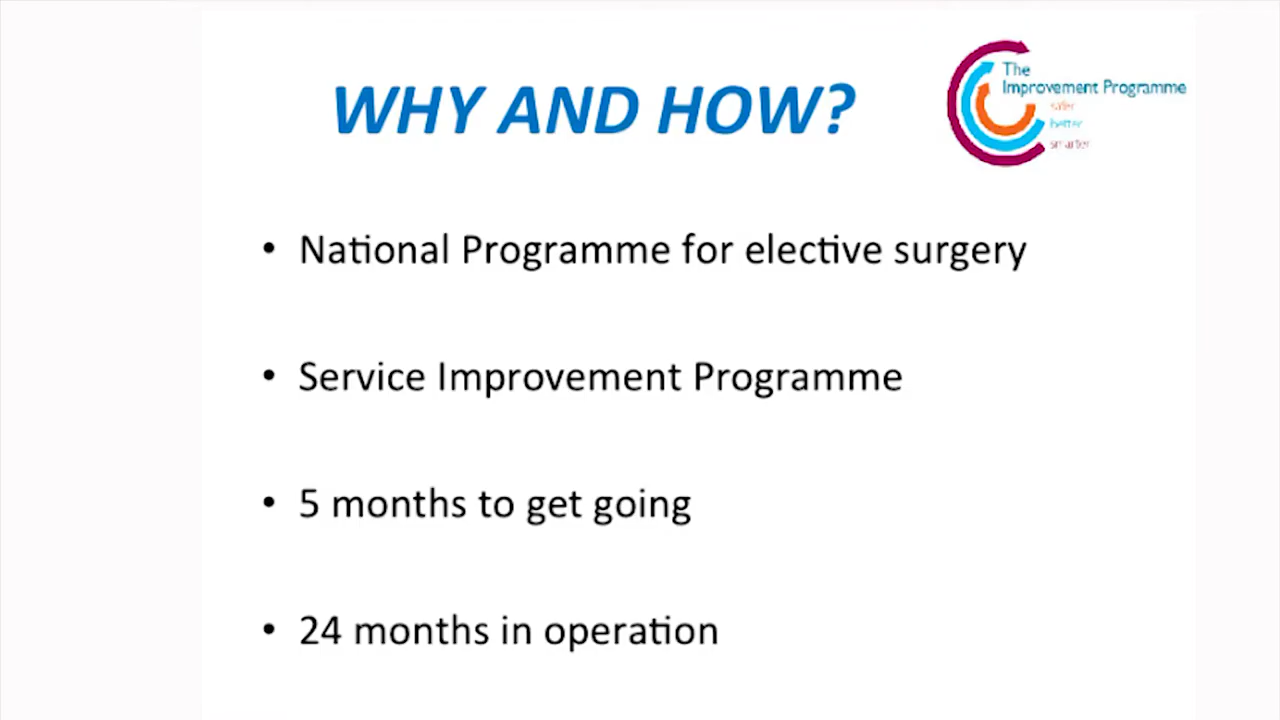 WHY AND HOW?
The
Improvement Programme
safer
better
smarter
• National Programme for elective surgery
• Service Improvement Programme
• 5 months to get going
• 24 months in operation